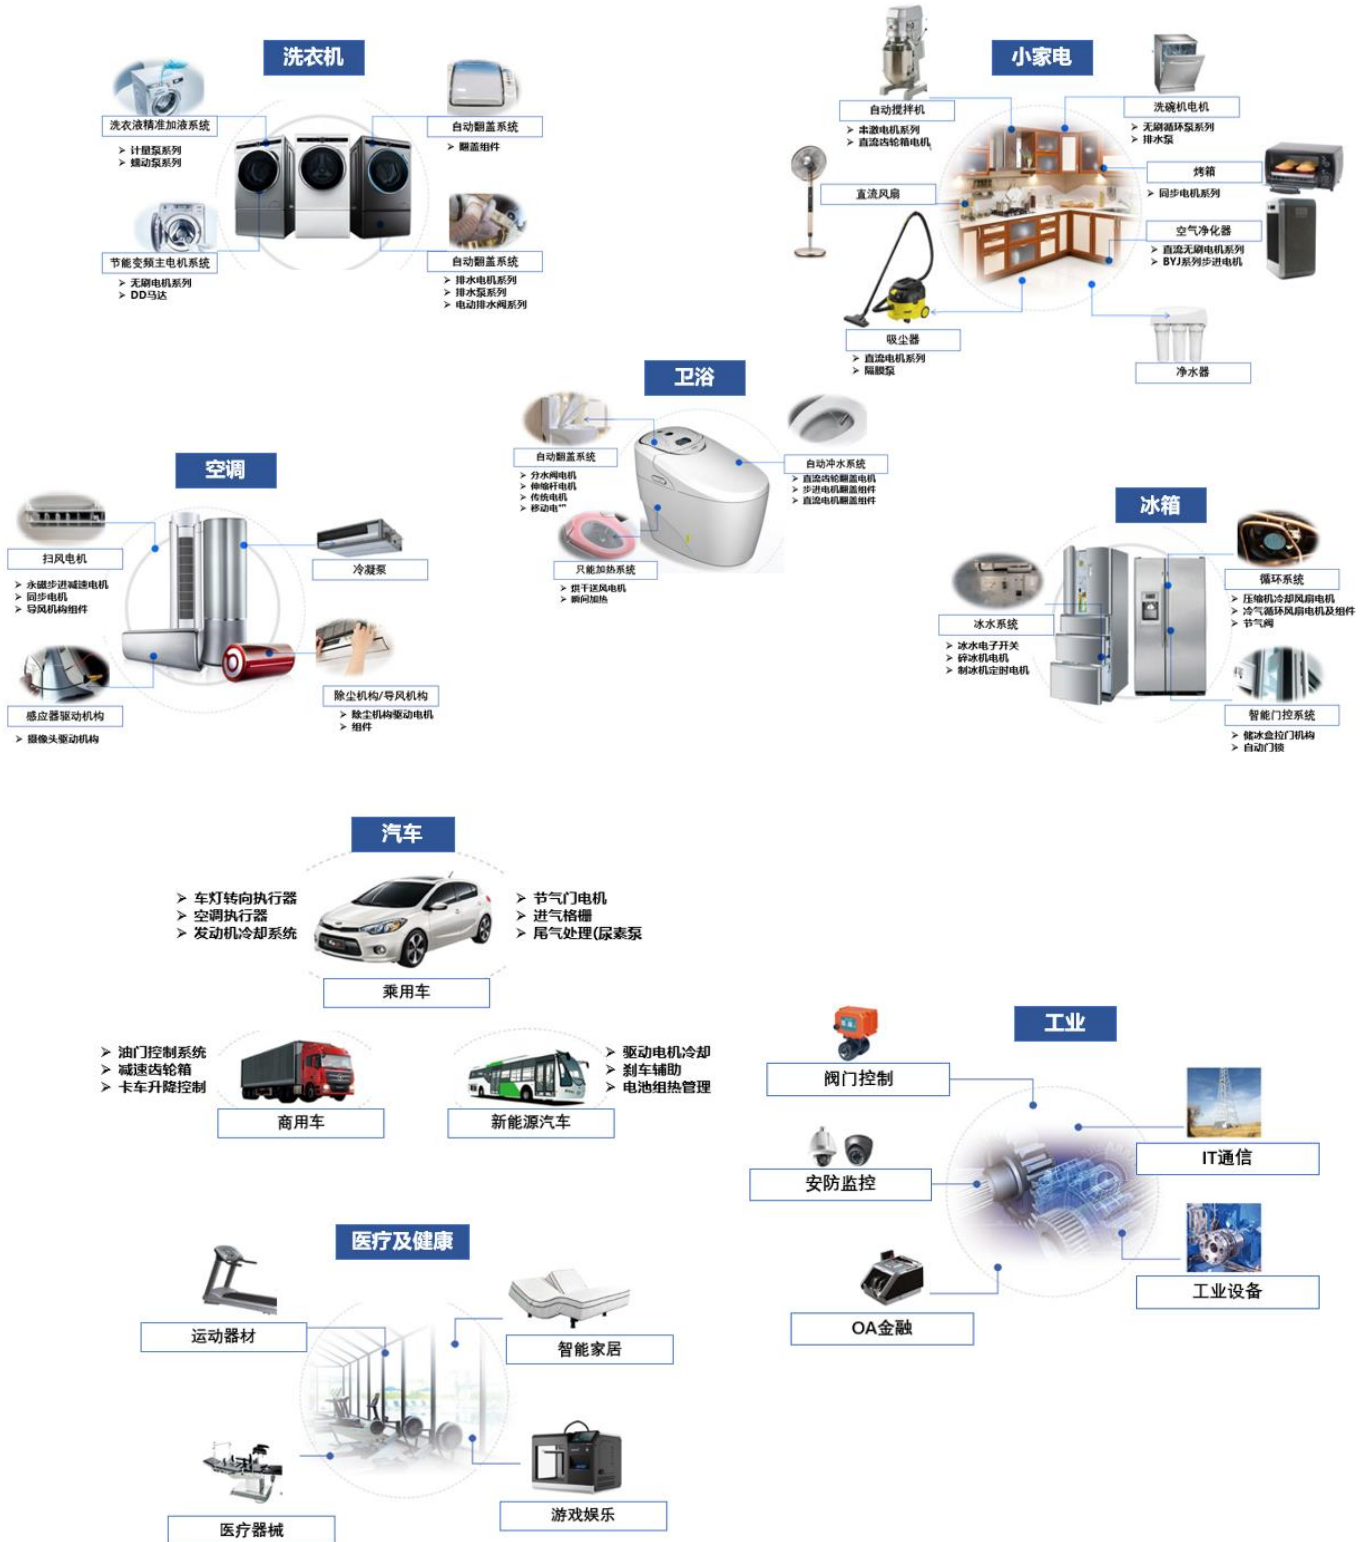 洗衣机
洗衣液精准加液系统
➢ 计量泵系列
➢ 蠕动泵系列
自动翻盖系统
➢ 翻盖组件
节能变频主电机系统
➢ 无刷电机系列
➢ DD马达
自动翻盖系统
➢ 排水电机系列
➢ 排水泵系列
➢ 电动排水阀系列
小家电
自动搅拌机
➢ 串激电机系列
➢ 直流齿轮箱电机
洗碗机电机
➢ 无刷循环泵系列
➢ 排水泵
直流风扇
烤箱
➢ 同步电机系列
空气净化器
➢ 直流无刷电机系列
➢ BYJ系列步进电机
吸尘器
➢ 直流电机系列
➢ 隔膜泵
净水器
卫浴
自动翻盖系统
➢ 分水阀电机
➢ 伸缩杆电机
➢ 传统电机
➢ 移动电
自动冲水系统
➢ 直流齿轮翻盖电机
➢ 步进电机翻盖组件
➢ 直流电机翻盖组件
只能加热系统
➢ 烘干送风电机
➢ 瞬间加热
空调
扫风电机
➢ 永磁步进减速电机
➢ 同步电机
➢ 导风机构组件
冷凝泵
感应器驱动机构
➢ 摄像头驱动机构
除尘机构/导风机构
➢ 除尘机构驱动电机
➢ 组件
冰箱
冰水系统
➢ 冰水电子开关
➢ 碎冰机电机
➢ 制冰机定时电机
循环系统
➢ 压缩机冷却风扇电机
➢ 冷气循环风扇电机及组件
➢ 节气阀
智能门控系统
➢ 储冰盒拉门机构
➢ 自动门锁
汽车
➢ 车灯转向执行器
➢ 空调执行器
➢ 发动机冷却系统
➢ 节气门电机
➢ 进气格栅
➢ 尾气处理(尿素泵
乘用车
➢ 油门控制系统
➢ 减速齿轮箱
➢ 卡车升降控制
商用车
➢ 驱动电机冷却
➢ 刹车辅助
➢ 电池组热管理
新能源汽车
工业
阀门控制
IT通信
安防监控
工业设备
OA金融
医疗及健康
运动器材
智能家居
医疗器械
游戏娱乐